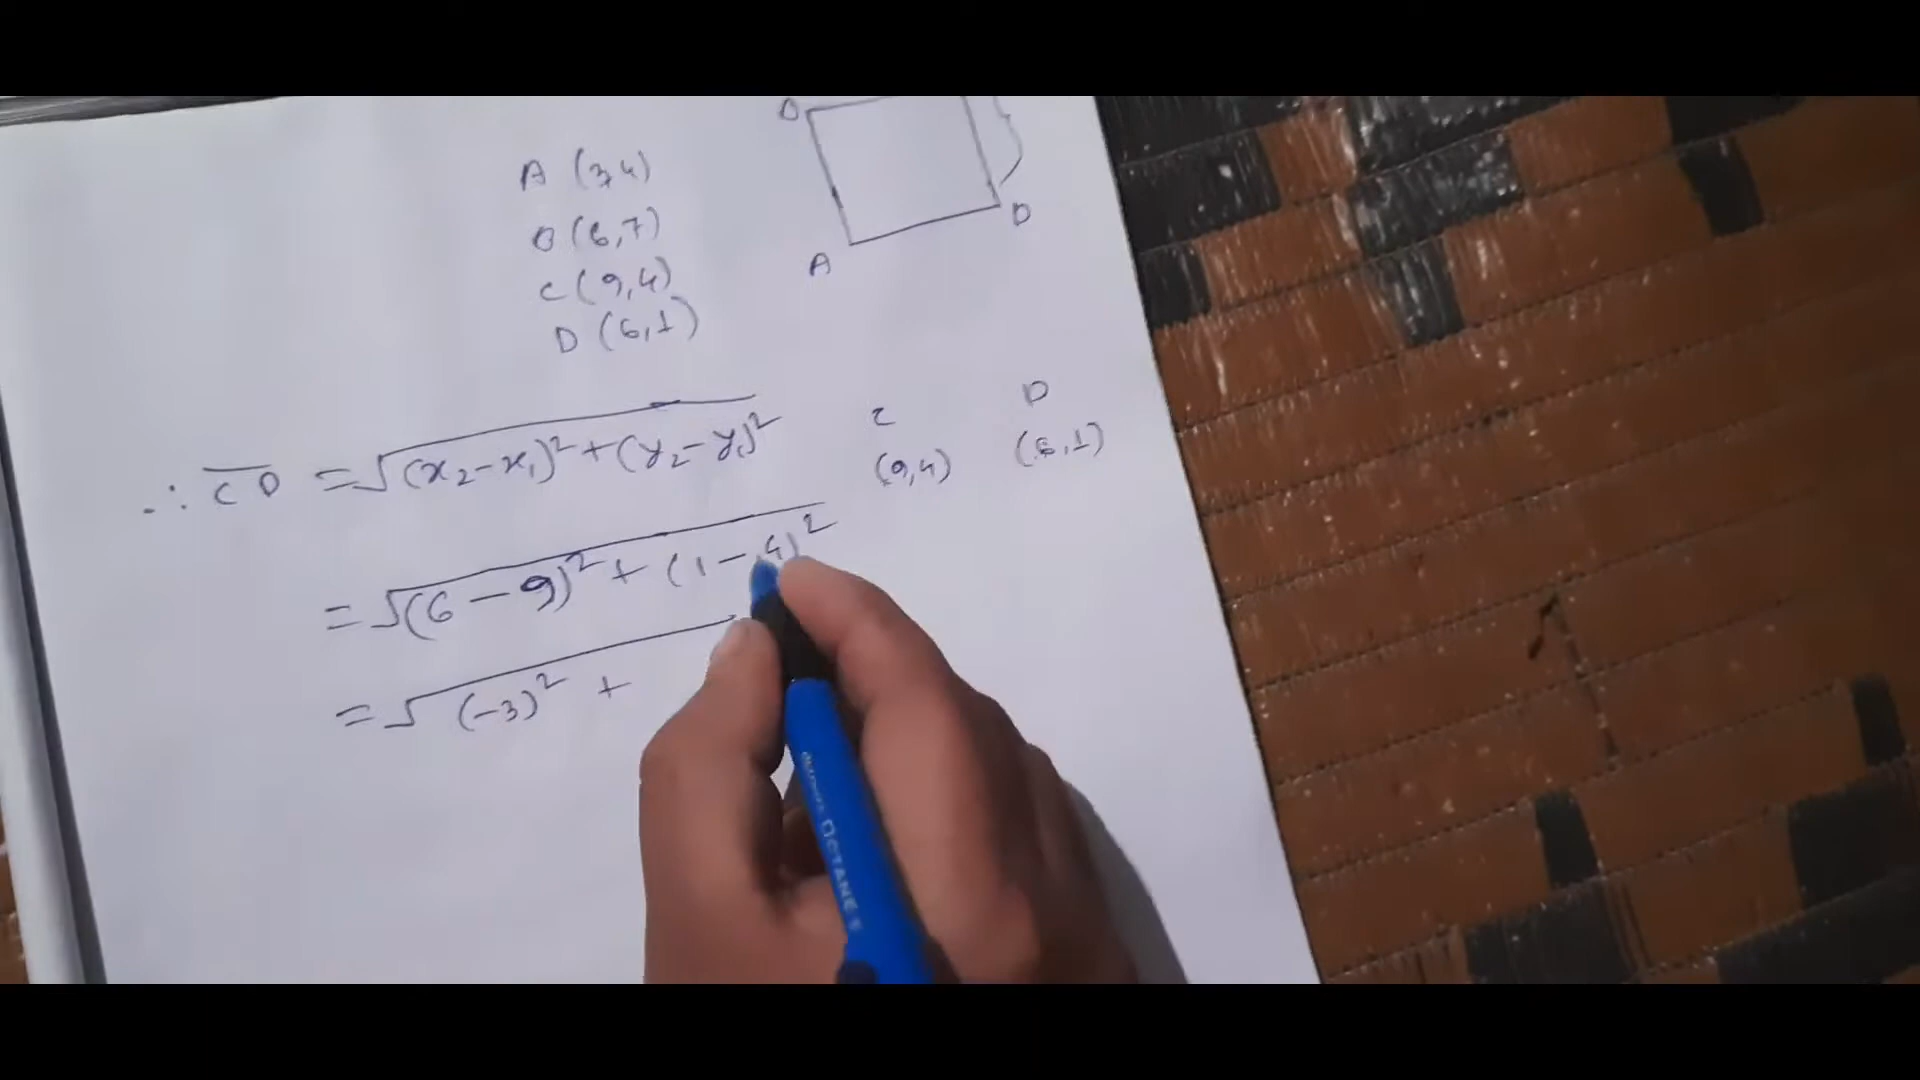 B
A (3,4)
B (6,7)
C (9,4)
D (6,1)
D
A
C D
(9,4) (6,1)
∴ CD = √(x₂-x₁)² + (y₂-y₁)²
= √(6-9)² + (1-4)²
= √(-3)² +
OCTANE